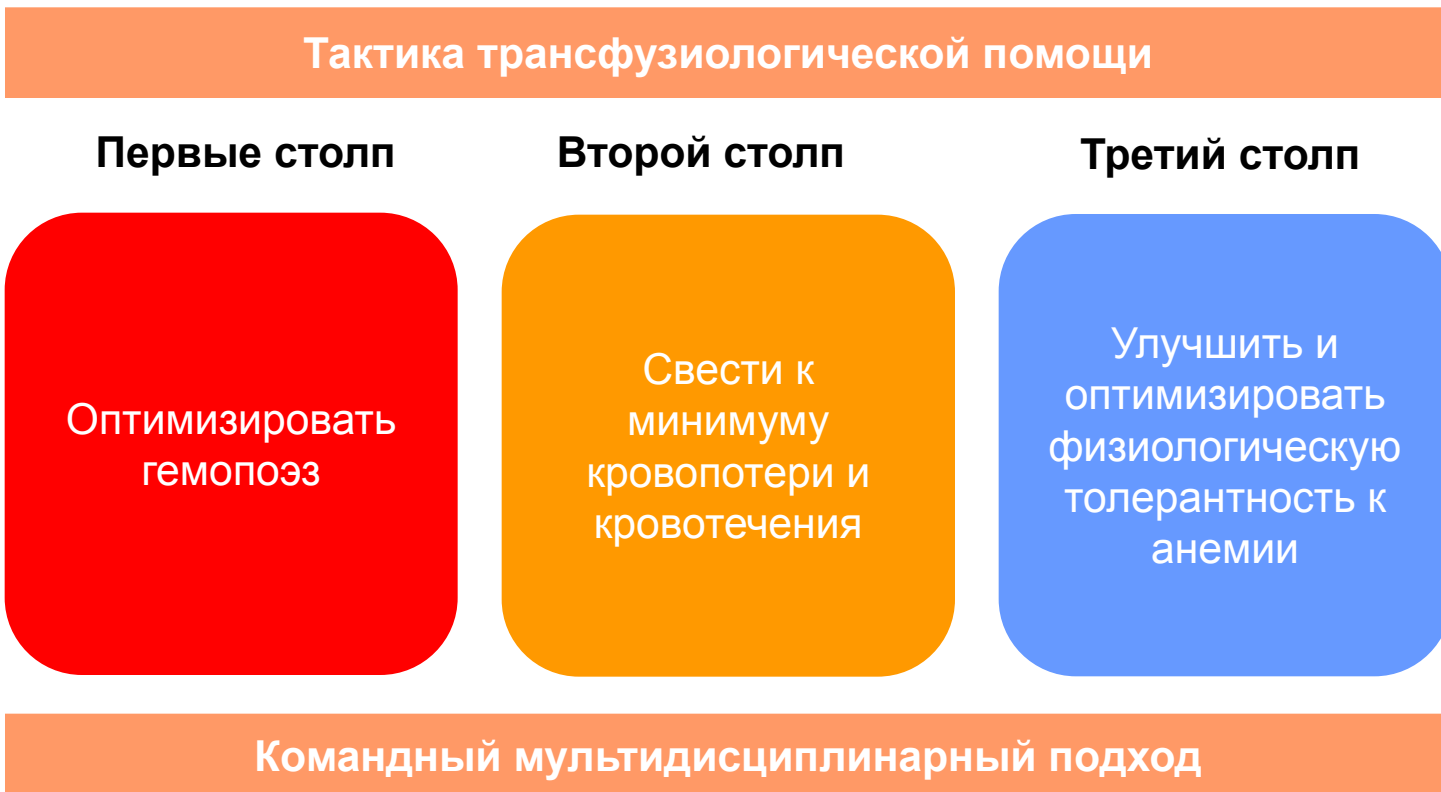 Тактика трансфузиологической помощи
Первые столп
Второй столп
Третий столп
Оптимизировать
гемопоэз
Свести к
минимуму
кровопотери и
кровотечения
Улучшить и
оптимизировать
физиологическую
толерантность к
анемии
Командный мультидисциплинарный подход